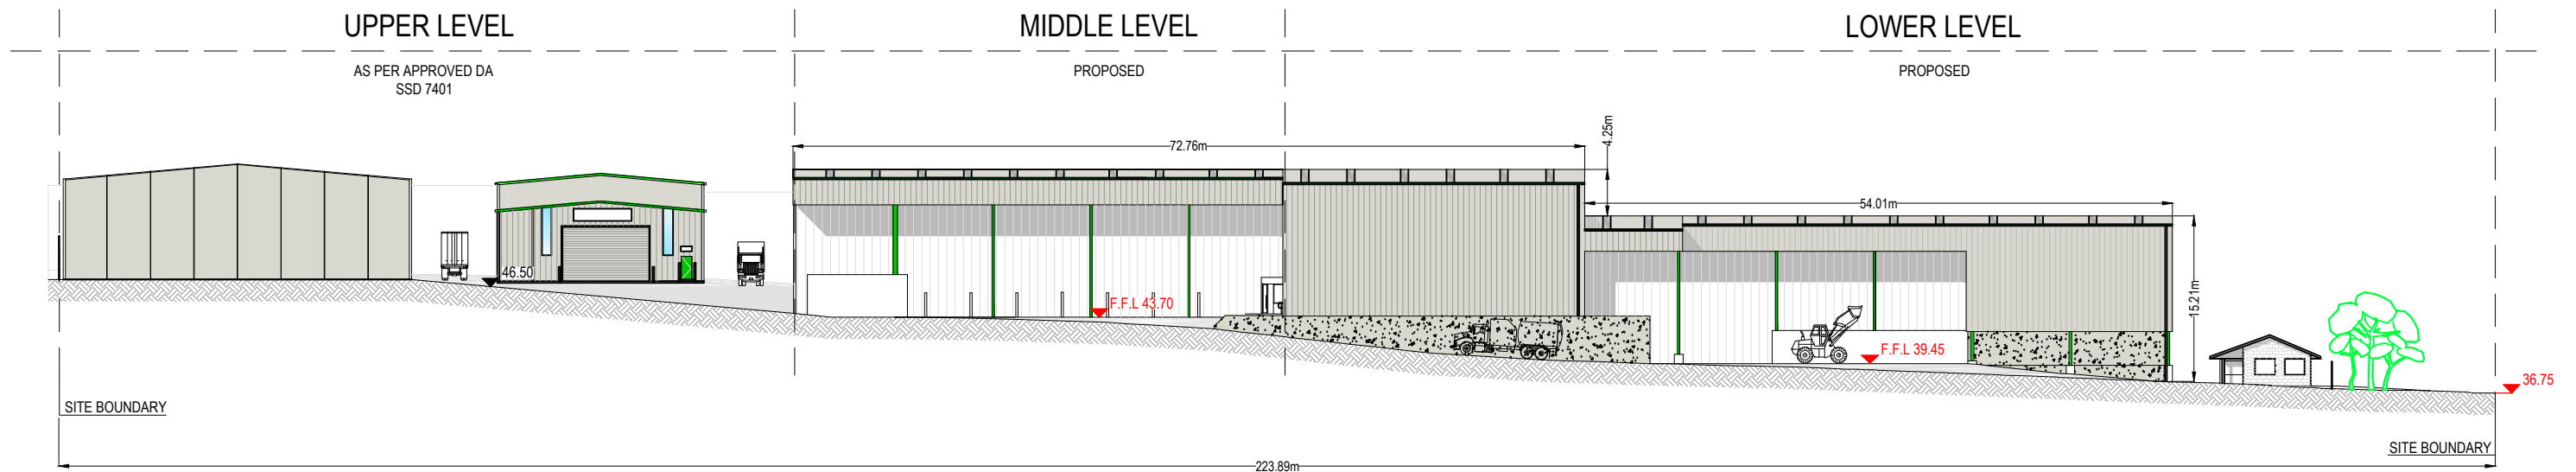 UPPER LEVEL
MIDDLE LEVEL
LOWER LEVEL
AS PER APPROVED DA
SSD 7401
PROPOSED
PROPOSED
72.76m
4.25m
54.01m
46.50
F.F.L 43.70
15.21m
F.F.L 39.45
36.75
SITE BOUNDARY
SITE BOUNDARY
223.89m